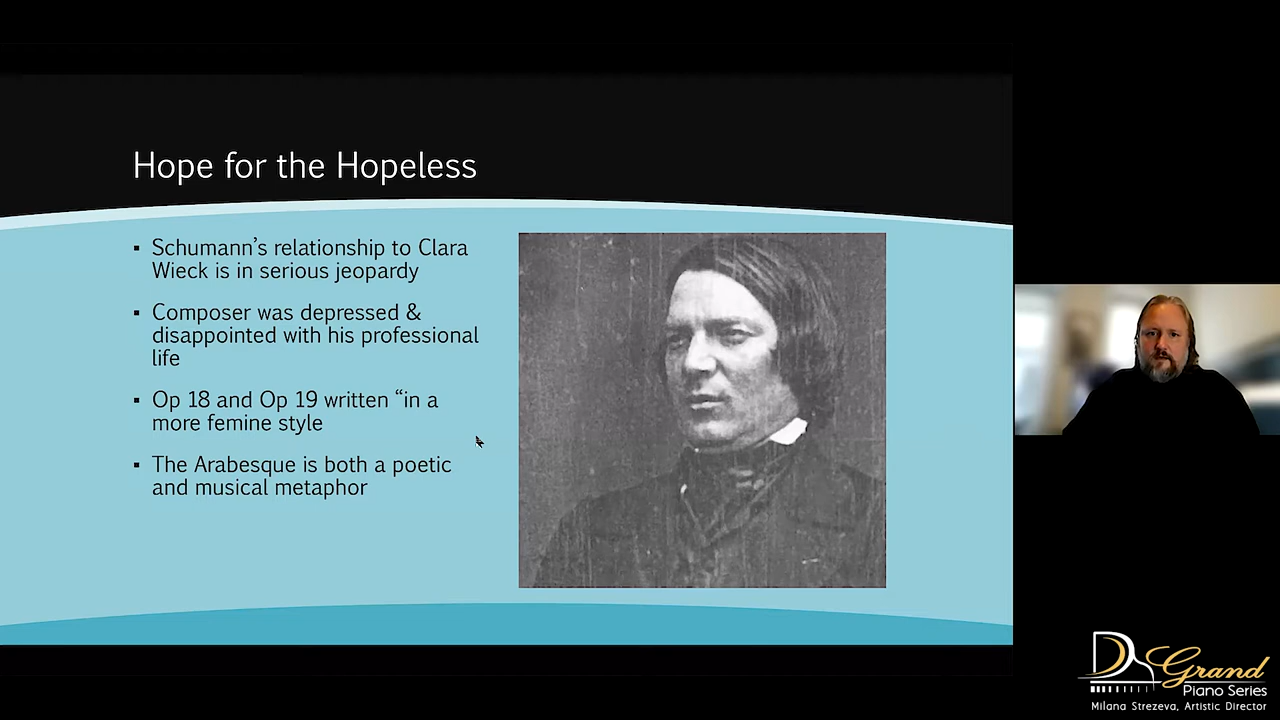 Hope for the Hopeless
▪ Schumann’s relationship to Clara
Wieck is in serious jeopardy
▪ Composer was depressed &
disappointed with his professional
life
▪ Op 18 and Op 19 written “in a
more femine style
▪ The Arabesque is both a poetic
and musical metaphor
DS Grand
Piano Series
Milana Strezeva, Artistic Director